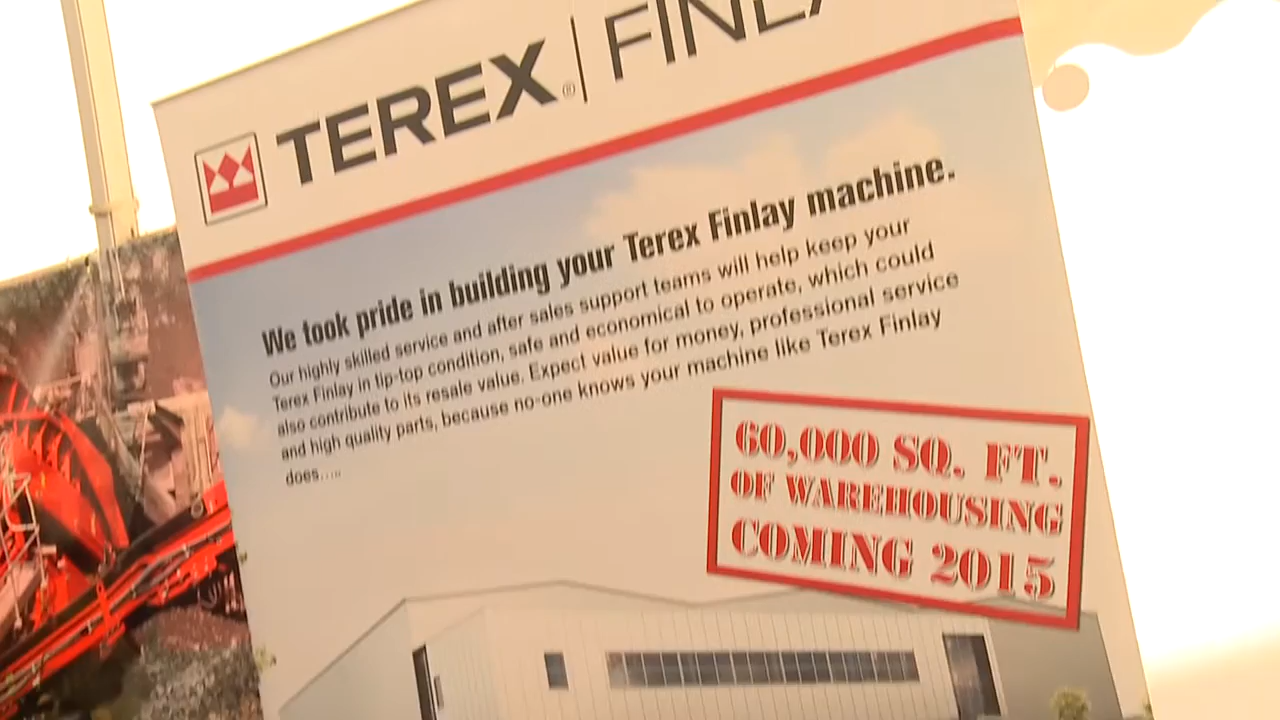 TEREX® | FINLA
We took pride in building your Terex Finlay machine.
Our highly skilled service and after sales support teams will help keep your
Terex Finlay in tip-top condition, safe and economical to operate, which could
also contribute to its resale value. Expect value for money, professional service
and high quality parts, because no-one knows your machine like Terex Finlay
does.....
60,000 SQ. FT.
OF WAREHOUSING
COMING 2015